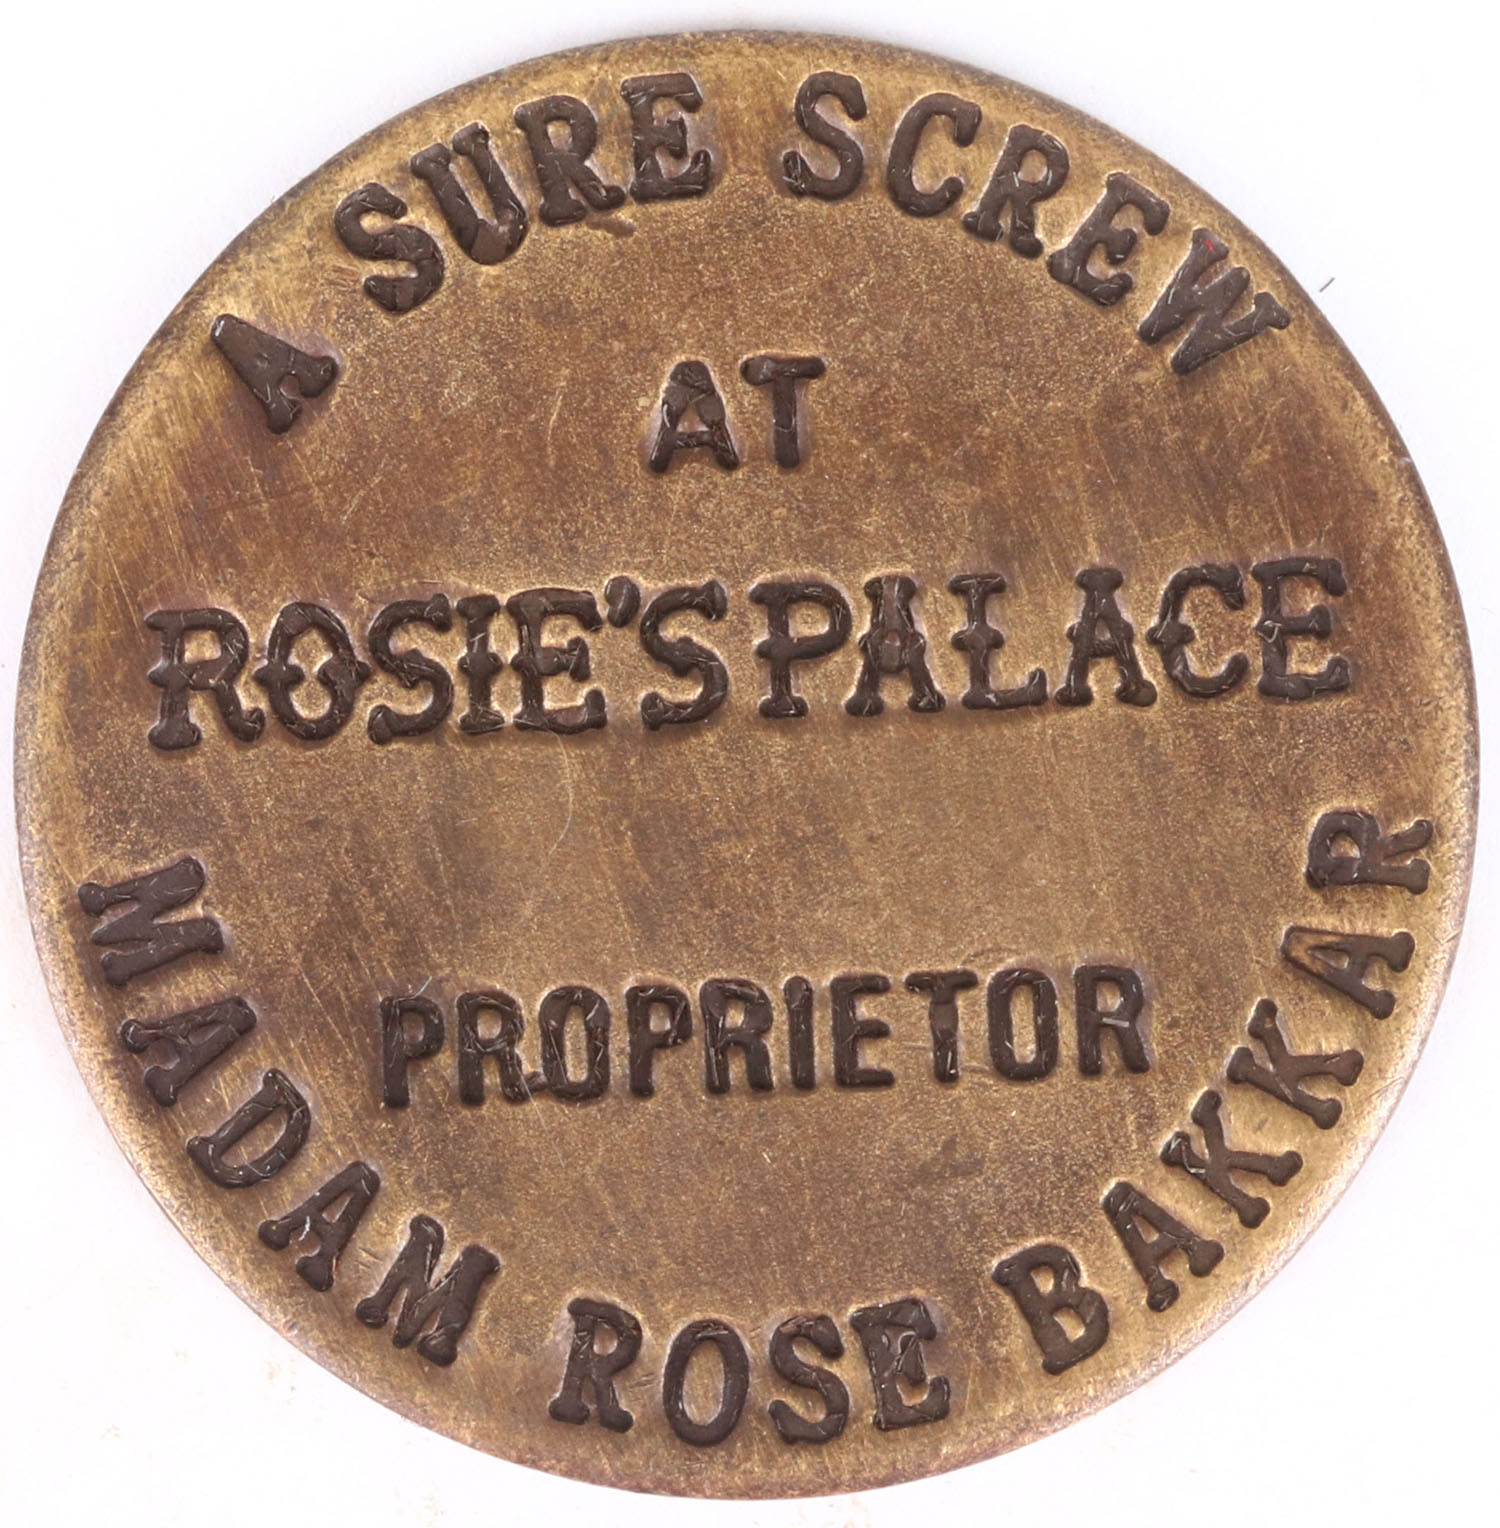 A SURE SCREW
AT
ROSIE'S PALACE
PROPRIETOR
MADAM ROSE BAKKAR